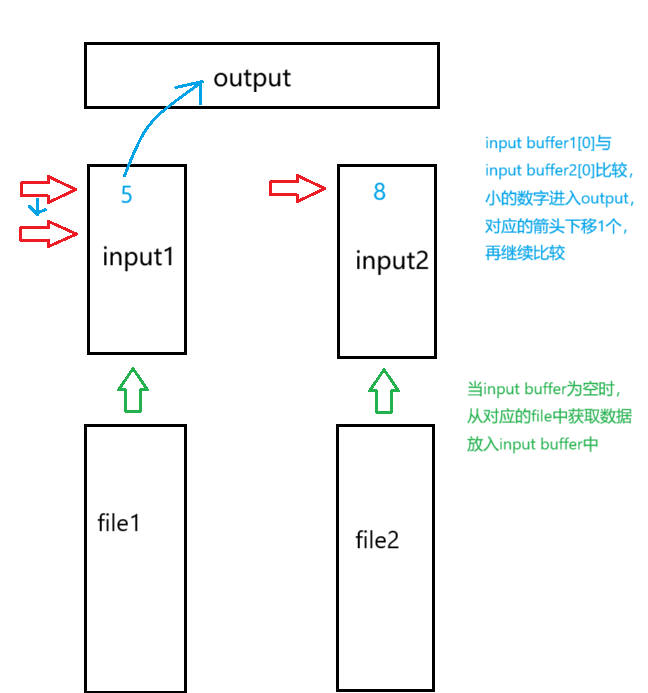 output
input buffer1[0]与
input buffer2[0]比较，
小的数字进入output，
对应的箭头下移1个，
再继续比较
5
8
input1
input2
当input buffer为空时，
从对应的file中获取数据
放入input buffer中
file1
file2